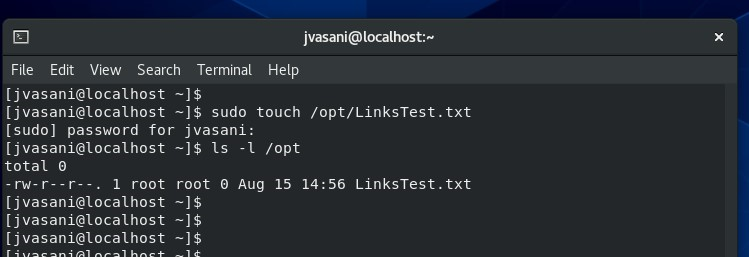 jvasani@localhost:~
File Edit View Search Terminal Help
[jvasani@localhost ~]$
[jvasani@localhost ~]$ sudo touch /opt/LinksTest.txt
[sudo] password for jvasani:
[jvasani@localhost ~]$ ls -l /opt
total 0
-rw-r--r--. 1 root root 0 Aug 15 14:56 LinksTest.txt
[jvasani@localhost ~]$
[jvasani@localhost ~]$
[jvasani@localhost ~]$
[jvasani@localhost ~]$